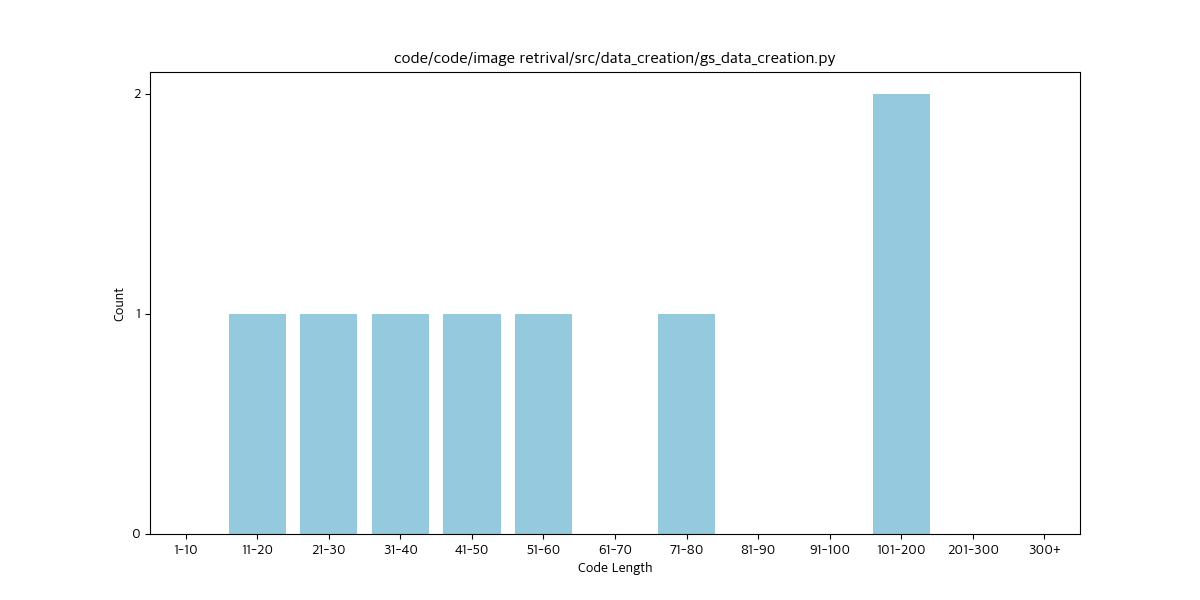 code/code/image retrival/src/data_creation/gs_data_creation.py
2
1
0
Count
1-10 11-20 21-30 31-40 41-50 51-60 61-70 71-80 81-90 91-100 101-200 201-300 300+
Code Length